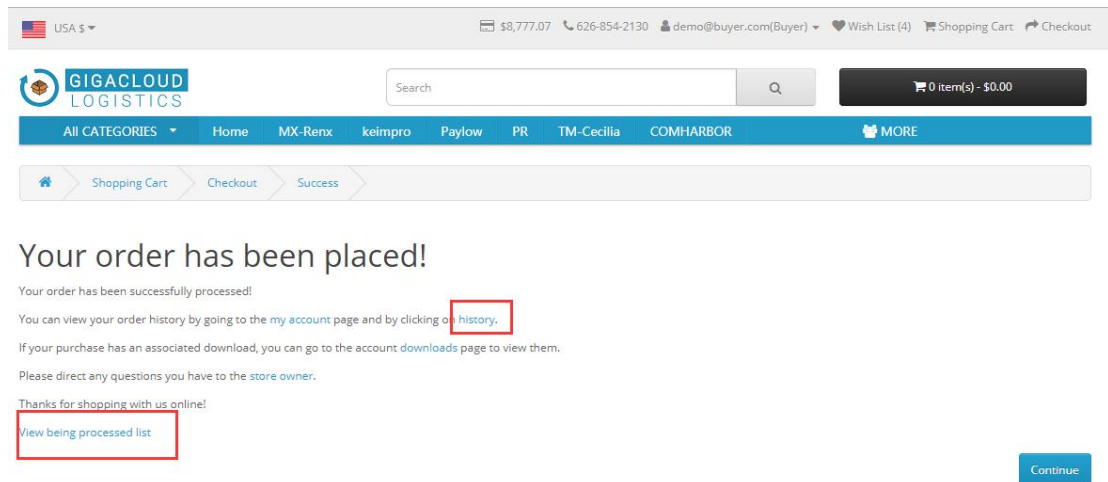 USA $ $8,777.07 626-854-2130 demo@buyer.com(Buyer) Wish List (4) Shopping Cart Checkout
GIGACLOUD
LOGISTICS
Search
0 item(s) - $0.00
All CATEGORIES Home MX-Renx keimpro Paylow PR TM-Cecilia COMHARBOR MORE
Shopping Cart Checkout Success
Your order has been placed!
Your order has been successfully processed!
You can view your order history by going to the my account page and by clicking on history.
If your purchase has an associated download, you can go to the account downloads page to view them.
Please direct any questions you have to the store owner.
Thanks for shopping with us online!
View being processed list
Continue